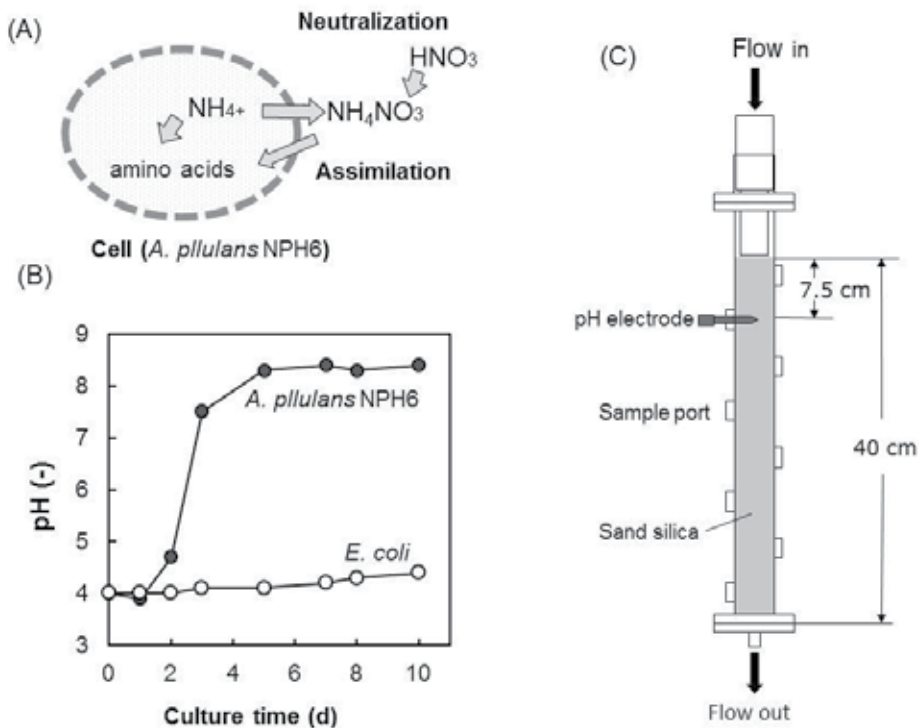 (A)
Neutralization
HNO3
NH4+
NH4NO3
amino acids
Assimilation
Cell (A. pllulans NPH6)
(B)
9
8
7
6
5
4
3
pH (-)
A. pllulans NPH6
E. coli
0
2
4
6
8
10
Culture time (d)
(C)
Flow in
7.5 cm
pH electrode
Sample port
40 cm
Sand silica
Flow out